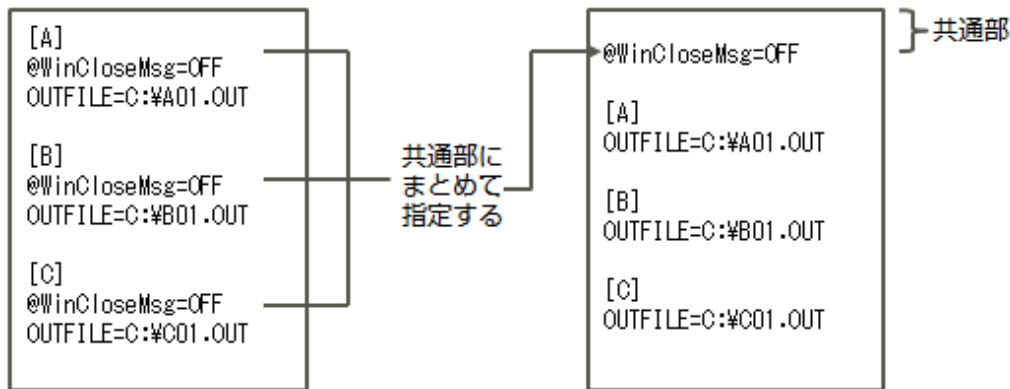 [A]
@WinCloseMsg=OFF
OUTFILE=C:¥A01.OUT
[B]
@WinCloseMsg=OFF
OUTFILE=C:¥B01.OUT
[C]
@WinCloseMsg=OFF
OUTFILE=C:¥C01.OUT
共通部に
まとめて
指定する
@WinCloseMsg=OFF
[A]
OUTFILE=C:¥A01.OUT
[B]
OUTFILE=C:¥B01.OUT
[C]
OUTFILE=C:¥C01.OUT
共通部